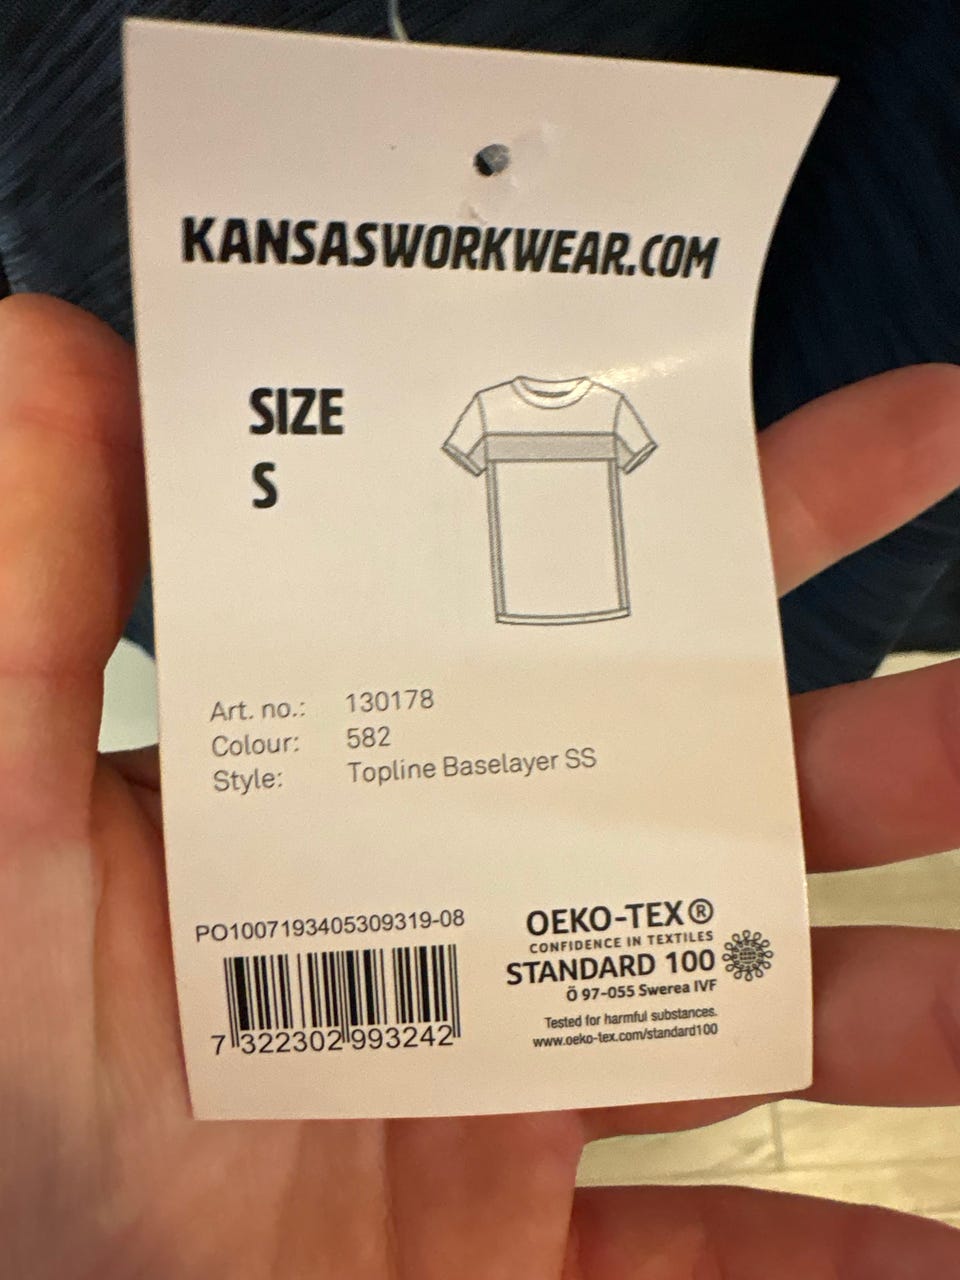 KANSASWORKWEAR.COM
SIZE
S
Art. no.: 130178
Colour: 582
Style: Topline Baselayer SS
PO1007193405309319-08
7 322302 993242
OEKO-TEX®
CONFIDENCE IN TEXTILES
STANDARD 100
Ö 97-055 Swerea IVF
Tested for harmful substances.
www.oeko-tex.com/standard100